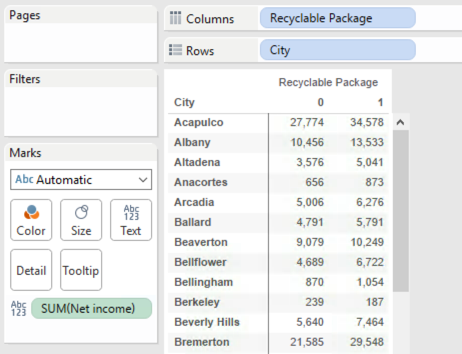 Pages
Columns Recyclable Package
Rows City
Filters
Marks
Abc Automatic
Color Size Abc 123 Text
Detail Tooltip
Abc 123 SUM(Net income)
Recyclable Package
City 0 1
Acapulco 27,774 34,578
Albany 10,456 13,533
Altadena 3,576 5,041
Anacortes 656 873
Arcadia 5,006 6,276
Ballard 4,791 5,791
Beaverton 9,079 10,249
Bellflower 4,689 6,722
Bellingham 870 1,054
Berkeley 239 187
Beverly Hills 5,640 7,464
Bremerton 21,585 29,548